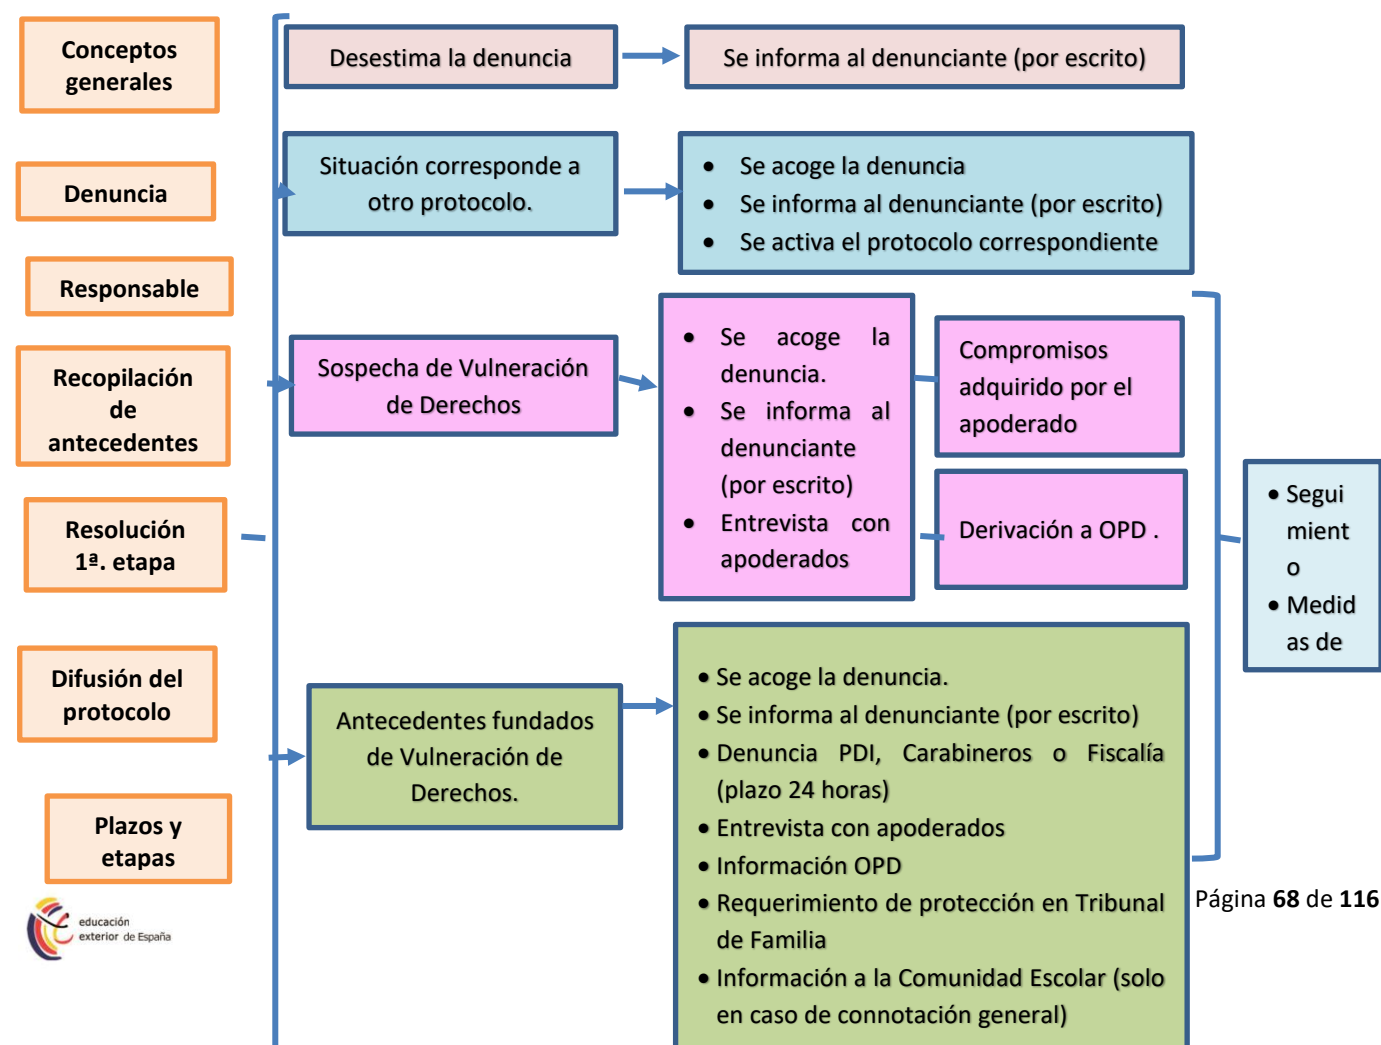 Conceptos
generales
Denuncia
Responsable
Recopilación
de
antecedentes
Resolución
1ª. etapa
Difusión del
protocolo
Plazos y
etapas
Desestima la denuncia
Se informa al denunciante (por escrito)
Situación corresponde a
otro protocolo.
• Se acoge la denuncia
• Se informa al denunciante (por escrito)
• Se activa el protocolo correspondiente
Sospecha de Vulneración
de Derechos
• Se acoge la
denuncia.
• Se informa al
denunciante
(por escrito)
• Entrevista con
apoderados
Compromisos
adquirido por el
apoderado
Derivación a OPD .
Antecedentes fundados
de Vulneración de
Derechos.
• Se acoge la denuncia.
• Se informa al denunciante (por escrito)
• Denuncia PDI, Carabineros o Fiscalía
(plazo 24 horas)
• Entrevista con apoderados
• Información OPD
• Requerimiento de protección en Tribunal
de Familia
• Información a la Comunidad Escolar (solo
en caso de connotación general)
• Segui
mient
o
• Medid
as de
educación
exterior de España
Página 68 de 116